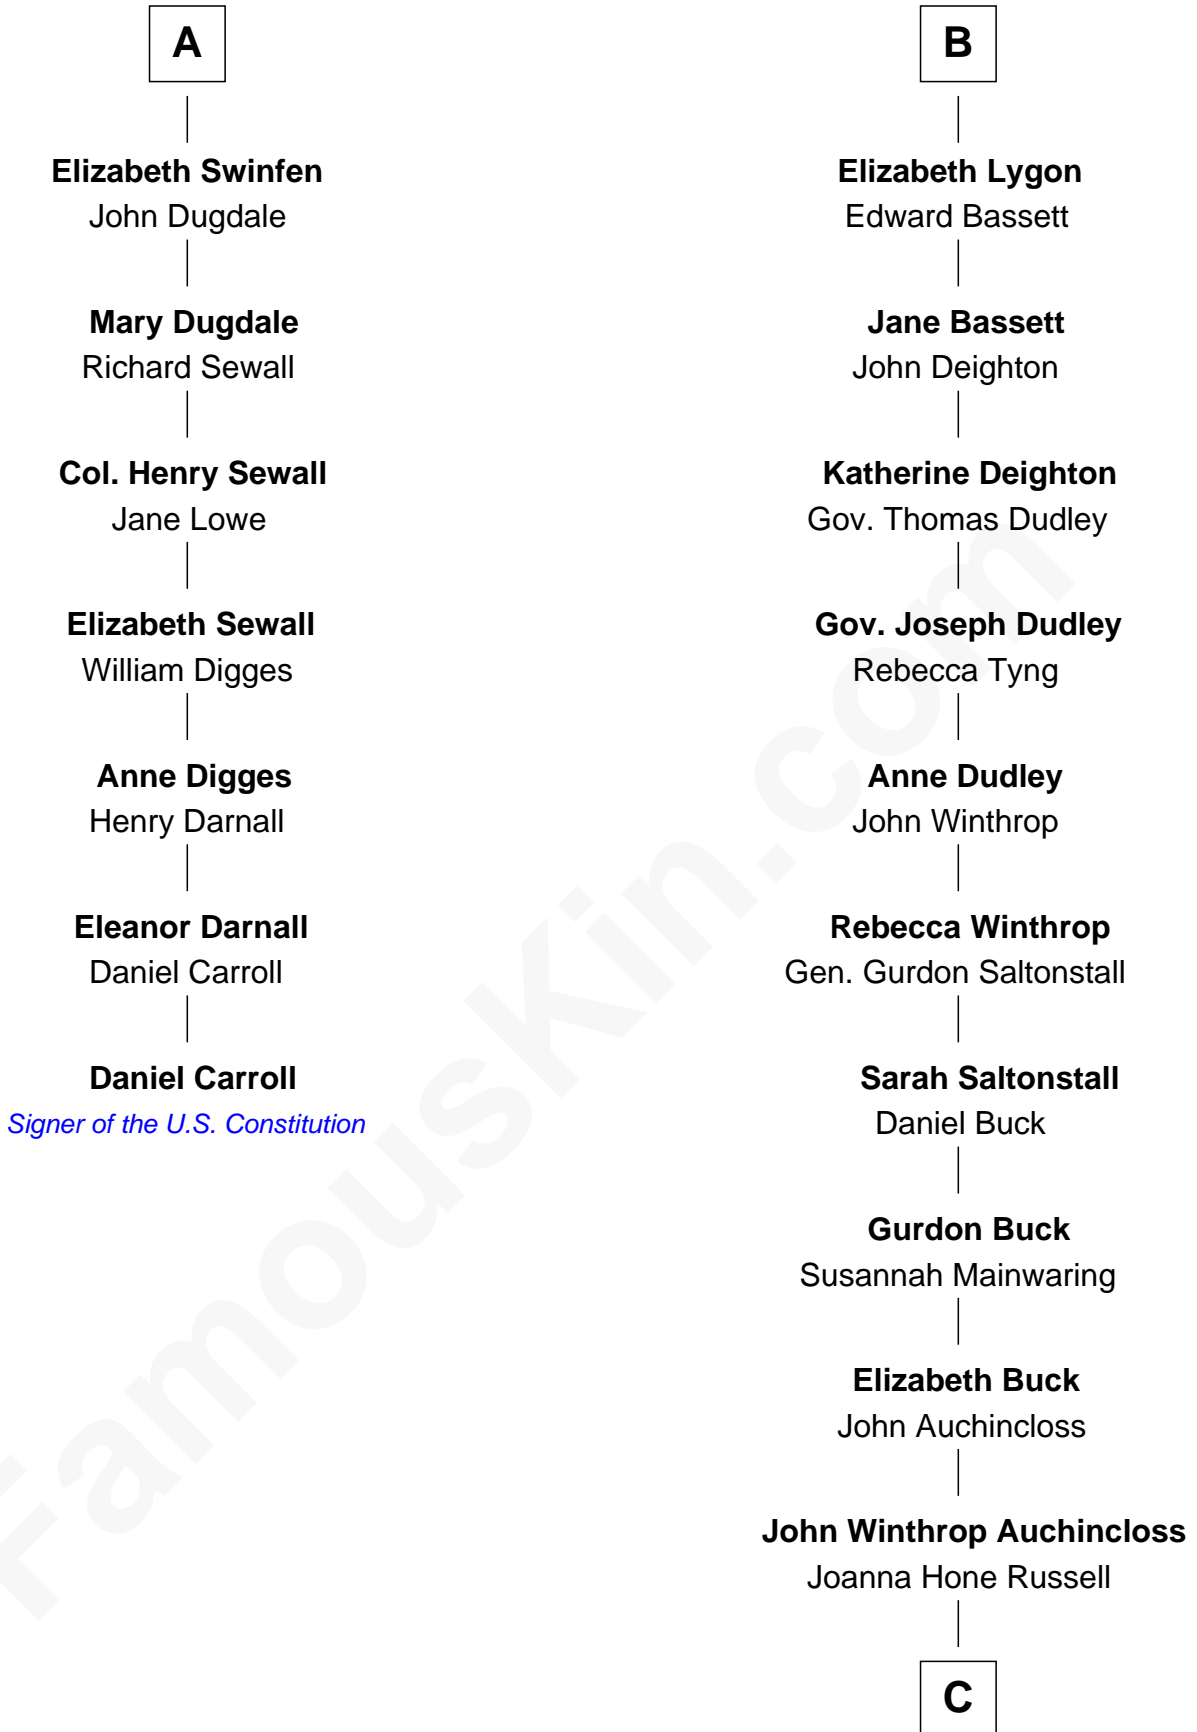 A
Elizabeth Swinfen
John Dugdale
Mary Dugdale
Richard Sewall
Col. Henry Sewall
Jane Lowe
Elizabeth Sewall
William Digges
Anne Digges
Henry Darnall
Eleanor Darnall
Daniel Carroll
Daniel Carroll
Signer of the U.S. Constitution
B
Elizabeth Lygon
Edward Bassett
Jane Bassett
John Deighton
Katherine Deighton
Gov. Thomas Dudley
Gov. Joseph Dudley
Rebecca Tyng
Anne Dudley
John Winthrop
Rebecca Winthrop
Gen. Gurdon Saltonstall
Sarah Saltonstall
Daniel Buck
Gurdon Buck
Susannah Mainwaring
Elizabeth Buck
John Auchincloss
John Winthrop Auchincloss
Joanna Hone Russell
C
FamousKin.com